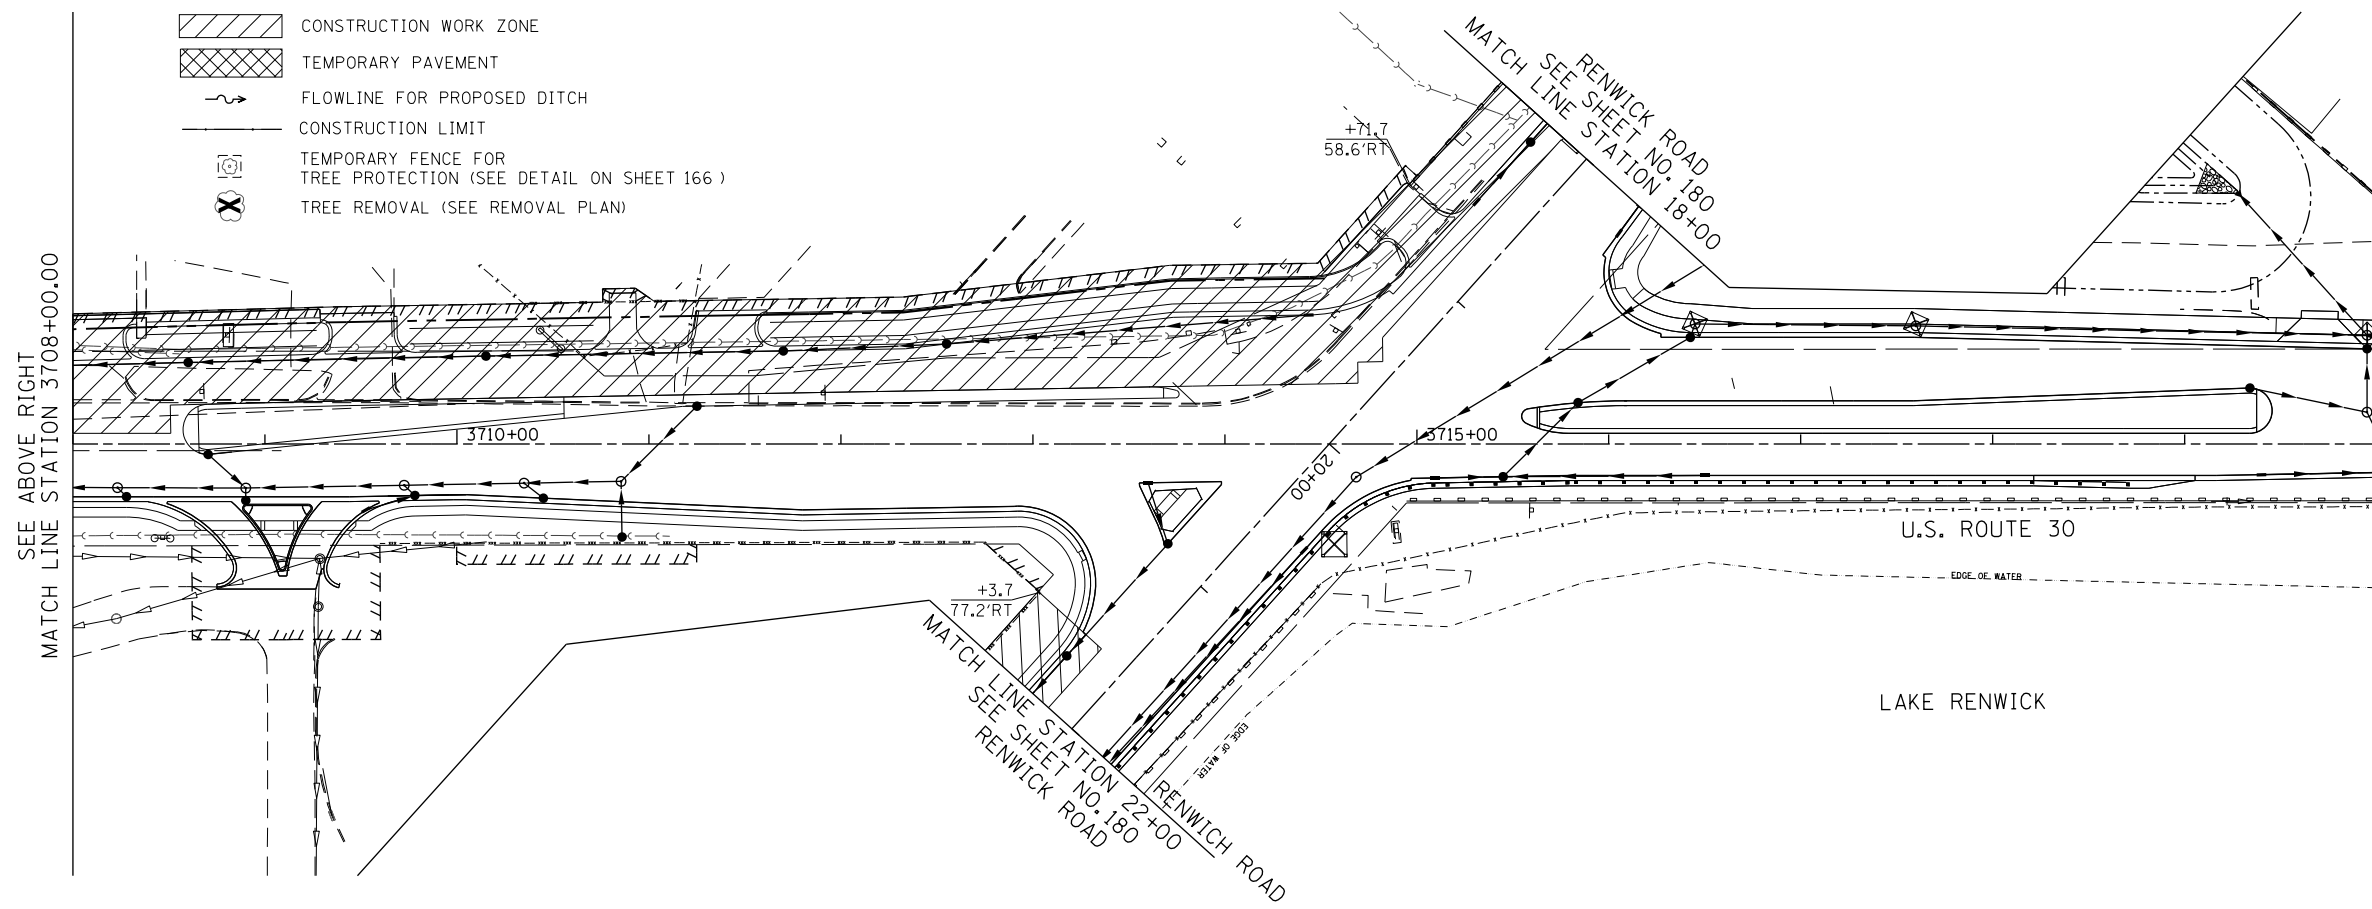 CONSTRUCTION WORK ZONE
TEMPORARY PAVEMENT
FLOWLINE FOR PROPOSED DITCH
CONSTRUCTION LIMIT
TEMPORARY FENCE FOR
TREE PROTECTION (SEE DETAIL ON SHEET 166 )
TREE REMOVAL (SEE REMOVAL PLAN)
SEE ABOVE RIGHT
MATCH LINE STATION 3708+00.00
RENWICK ROAD
SEE SHEET NO. 180
MATCH LINE STATION 18+00
+71.7
58.6'RT
3710+00
3715+00
20+00
U.S. ROUTE 30
EDGE OF WATER
+3.7
77.2'RT
LAKE RENWICK
EDGE OF WATER
MATCH LINE STATION 22+00
SEE SHEET NO. 180
RENWICK ROAD
RENWICH ROAD